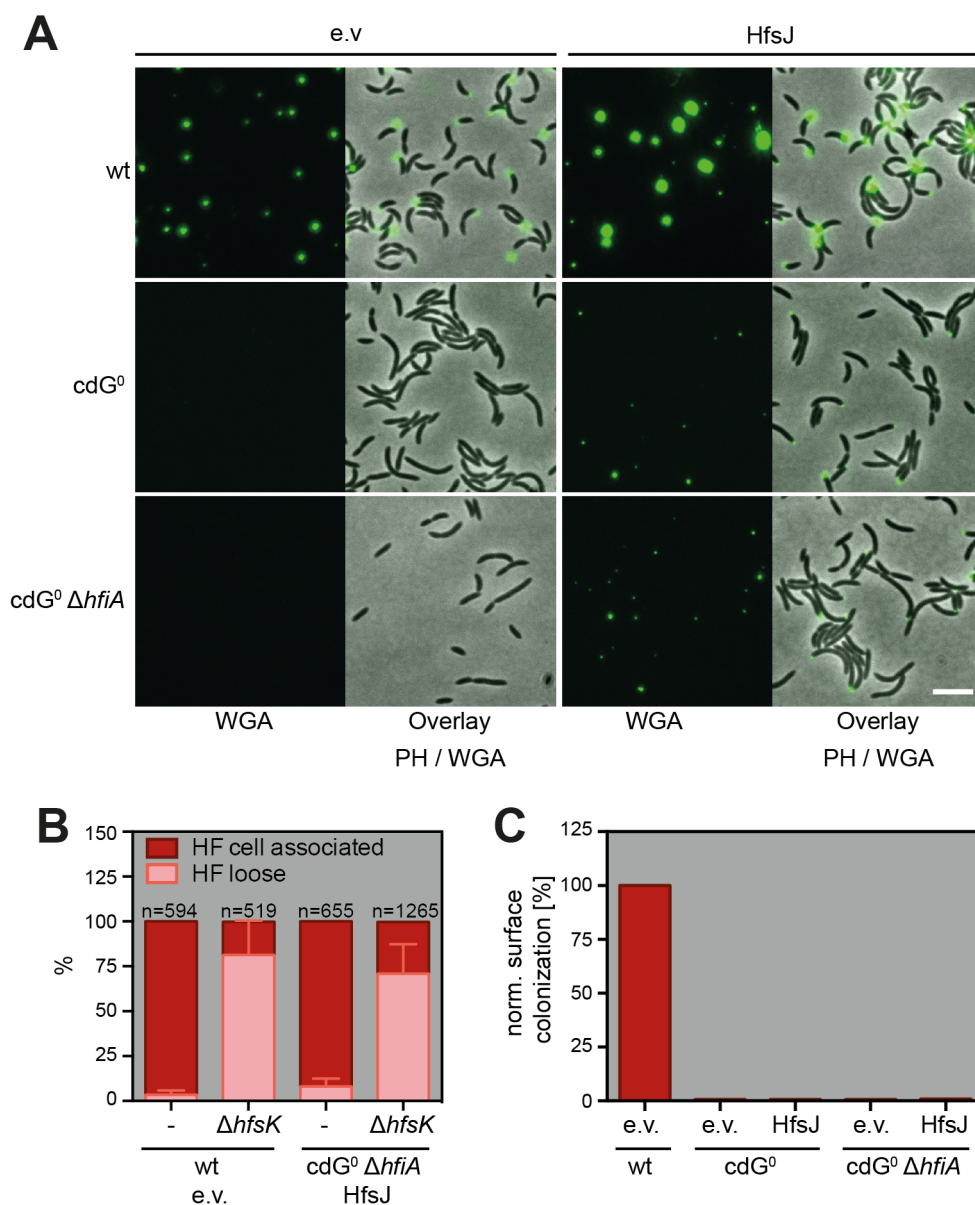 A
e.v HfsJ
wt
cdG⁰
cdG⁰ ΔhfiA
WGA Overlay WGA Overlay
PH / WGA PH / WGA
B
150
125
100
75
50
25
0
%
HF cell associated
HF loose
n=594 n=519 n=655 n=1265
- ΔhfsK - ΔhfsK
wt cdG⁰ ΔhfiA
e.v. HfsJ
C
125
100
75
50
25
0
norm. surface
colonization [%]
e.v. e.v. HfsJ e.v. HfsJ
wt cdG⁰ cdG⁰ ΔhfiA